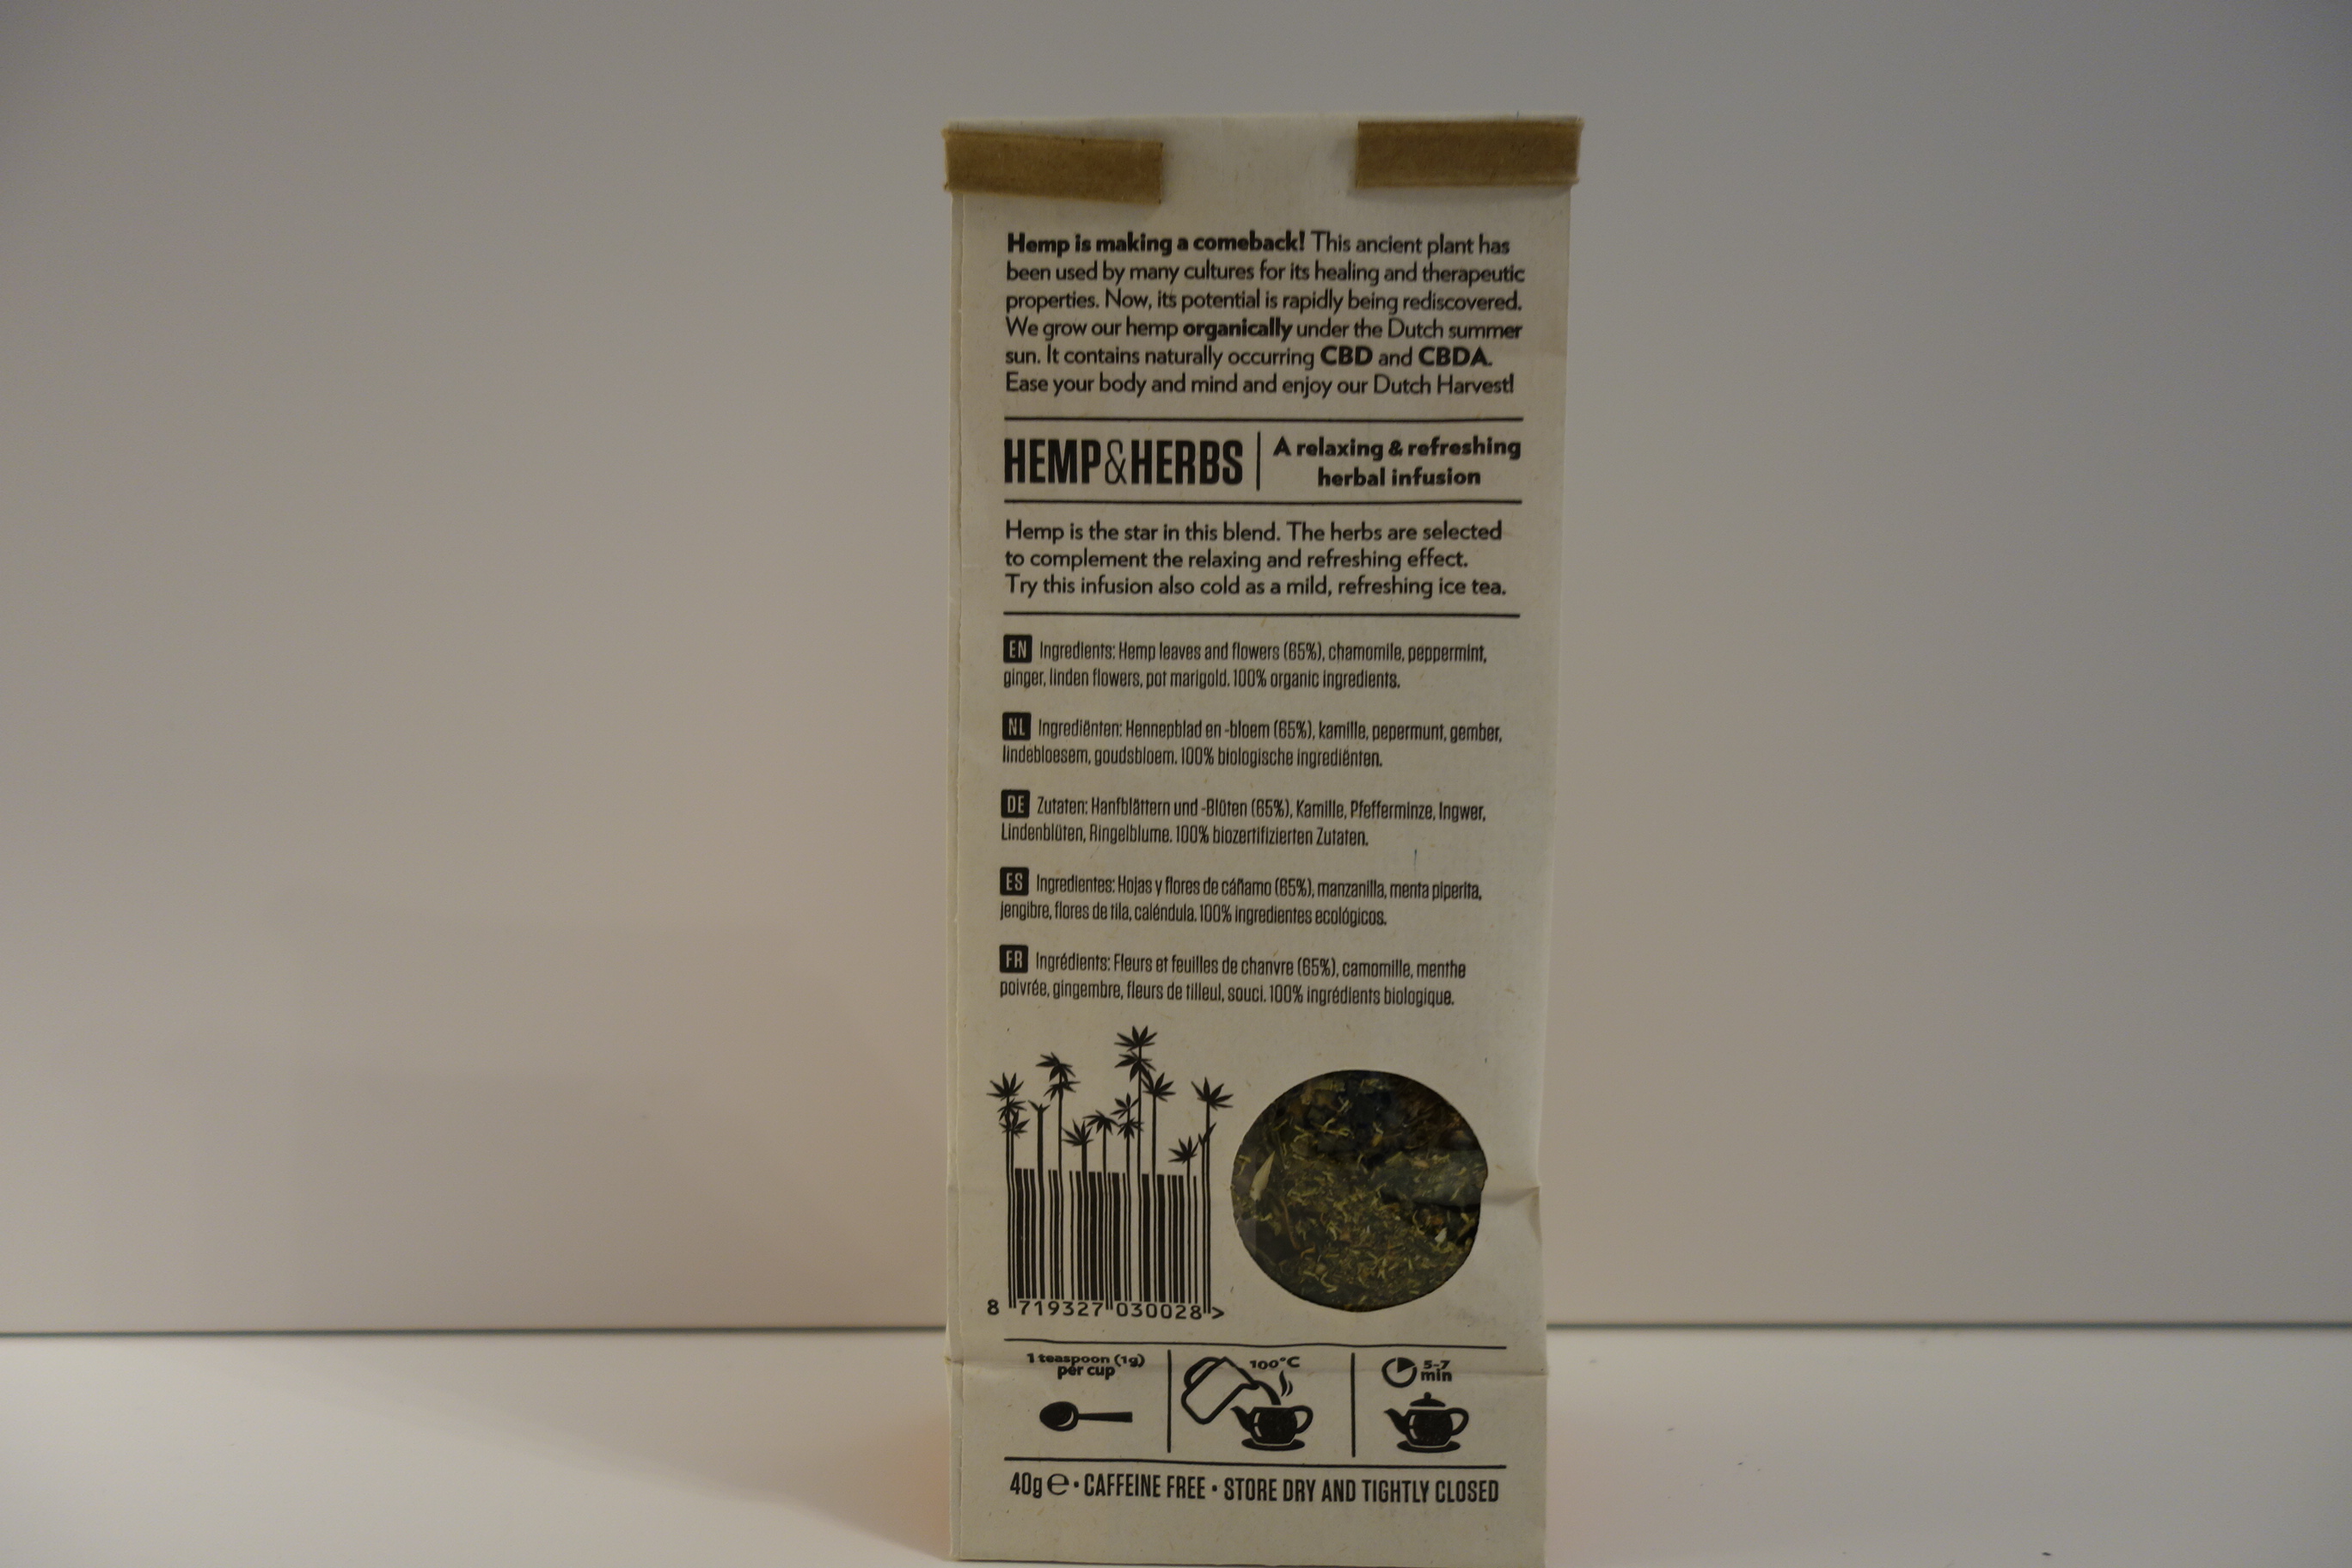 Hemp is making a comeback! This ancient plant has
been used by many cultures for its healing and therapeutic
properties. Now, its potential is rapidly being rediscovered.
We grow our hemp organically under the Dutch summer
sun. It contains naturally occurring CBD and CBDA.
Ease your body and mind and enjoy our Dutch Harvest!
HEMP&HERBS
A relaxing & refreshing
herbal infusion
Hemp is the star in this blend. The herbs are selected
to complement the relaxing and refreshing effect.
Try this infusion also cold as a mild, refreshing ice tea.
EN Ingredients: Hemp leaves and flowers (65%), chamomile, peppermint,
ginger, linden flowers, pot marigold. 100% organic ingredients.
NL Ingrediënten: Hennepblad en -bloem (65%), kamille, pepermunt, gember,
lindebloesem, goudsbloem. 100% biologische ingrediënten.
DE Zutaten: Hanfblättern und -Blüten (65%), Kamille, Pfefferminze, Ingwer,
Lindenblüten, Ringelblume. 100% biozertifizierten Zutaten.
ES Ingredientes: Hojas y flores de cáñamo (65%), manzanilla, menta piperita,
jengibre, flores de tila, caléndula. 100% ingredientes ecológicos.
FR Ingrédients: Fleurs et feuilles de chanvre (65%), camomille, menthe
poivrée, gingembre, fleurs de tilleul, souci. 100% ingrédients biologique.
8 719327 030028 >
1 teaspoon (1g)
per cup
100°C
5-7
min
40g ℮ • CAFFEINE FREE • STORE DRY AND TIGHTLY CLOSED